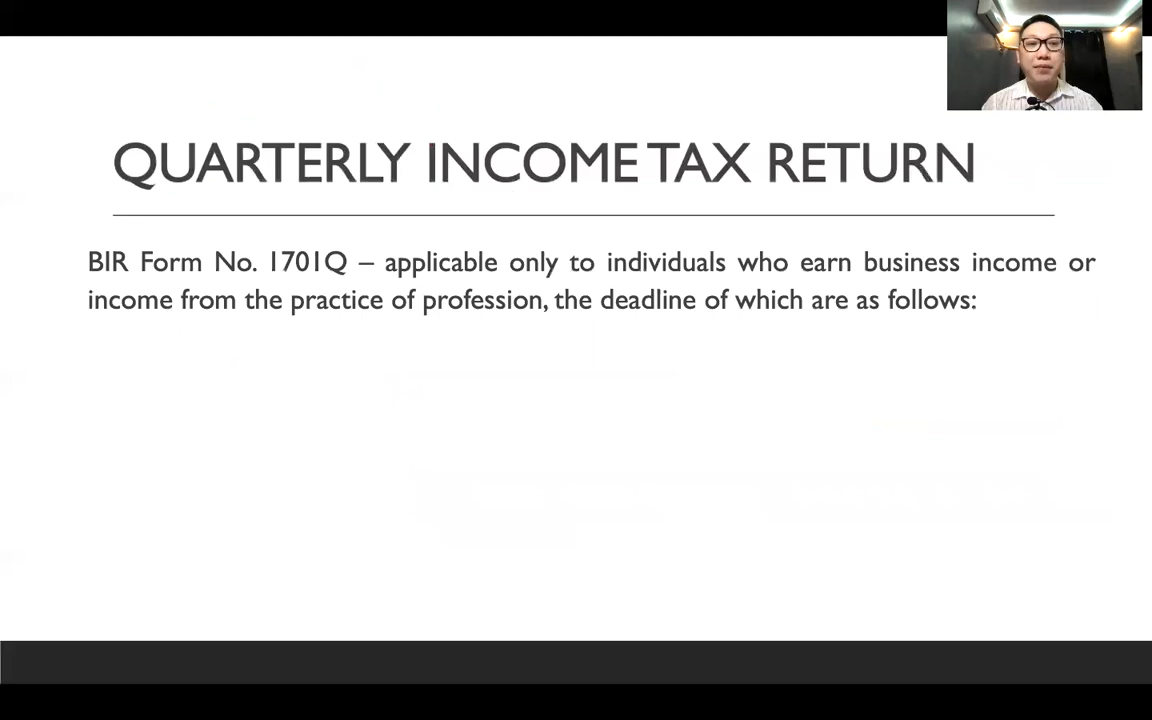 QUARTERLY INCOME TAX RETURN
BIR Form No. 1701Q – applicable only to individuals who earn business income or
income from the practice of profession, the deadline of which are as follows: